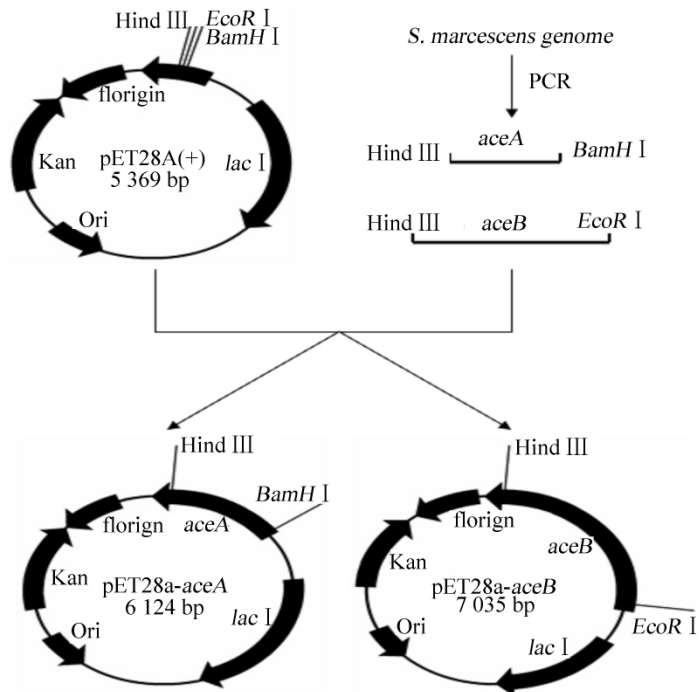 Hind III
EcoR I
BamH I
florigin
Kan
pET28A(+)
5 369 bp
lac I
Ori
S. marcescens genome
PCR
Hind III
aceA
BamH I
Hind III
aceB
EcoR I
Hind III
BamH I
florign
aceA
Kan
pET28a-aceA
6 124 bp
lac I
Ori
Hind III
florign
aceB
Kan
pET28a-aceB
7 035 bp
Ori
lac I
EcoR I